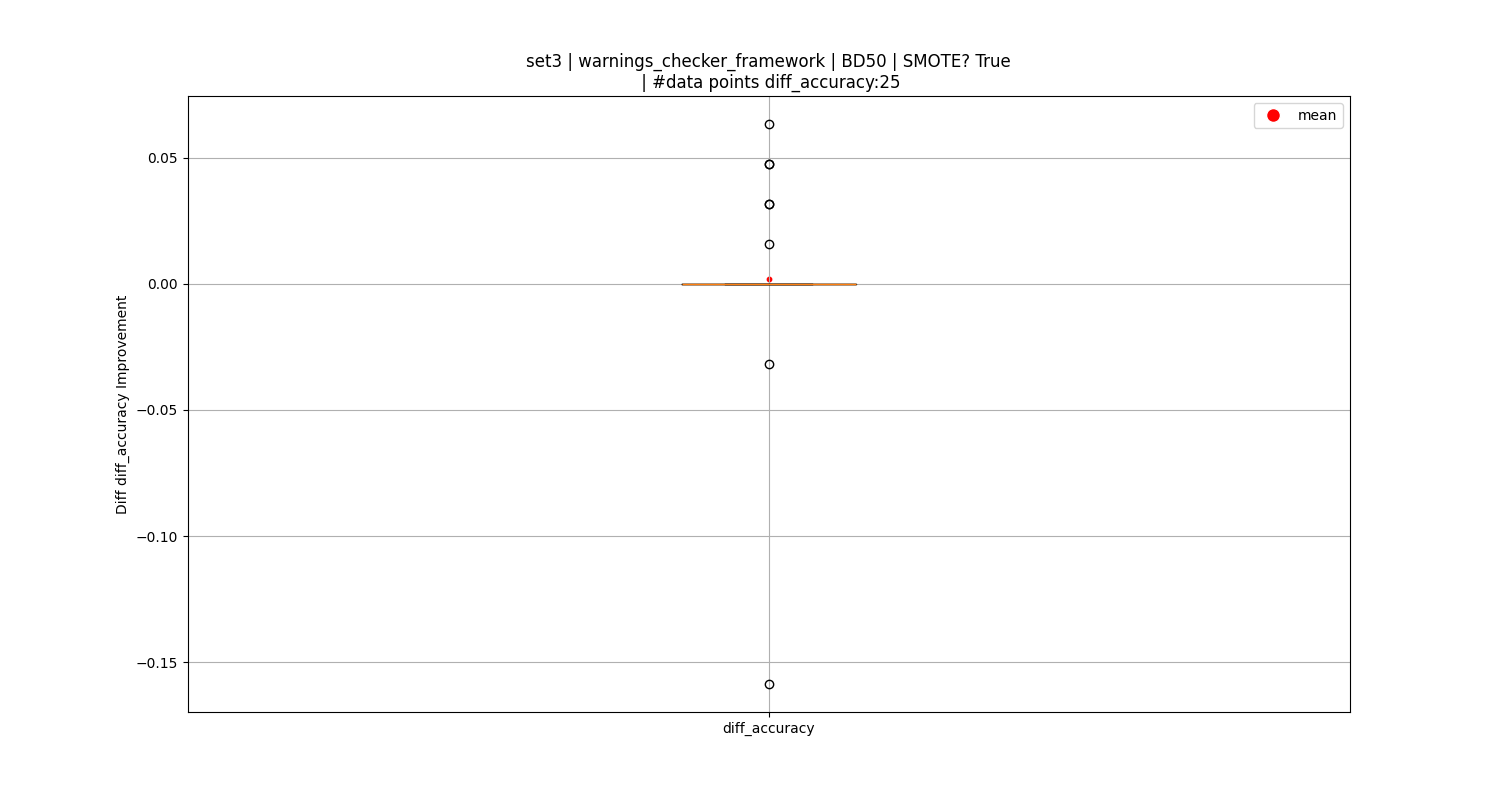 set3 | warnings_checker_framework | BD50 | SMOTE? True
| #data points diff_accuracy:25
mean
0.05
0.00
−0.05
−0.10
−0.15
Diff diff_accuracy Improvement
diff_accuracy